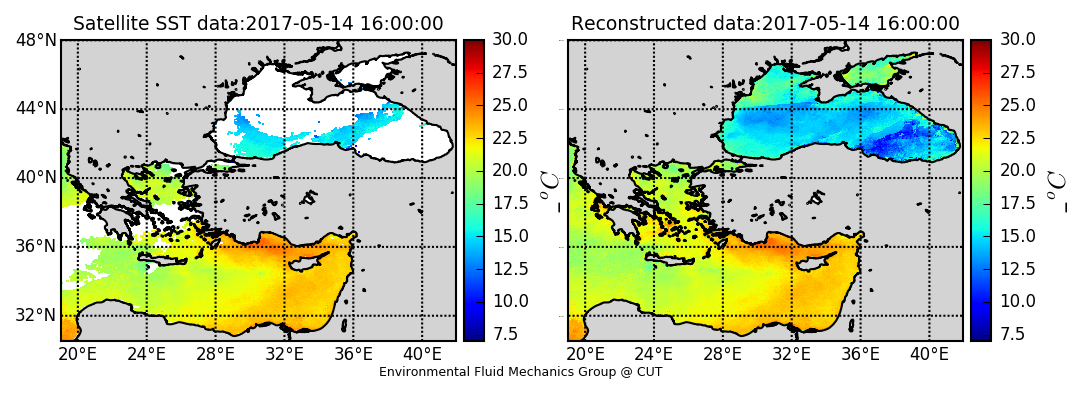 Satellite SST data:2017-05-14 16:00:00
48°N
44°N
40°N
36°N
32°N
20°E 24°E 28°E 32°E 36°E 40°E
30.0
27.5
25.0
22.5
20.0
17.5
15.0
12.5
10.0
7.5
_ °C
Reconstructed data:2017-05-14 16:00:00
20°E 24°E 28°E 32°E 36°E 40°E
30.0
27.5
25.0
22.5
20.0
17.5
15.0
12.5
10.0
7.5
_ °C
Environmental Fluid Mechanics Group @ CUT